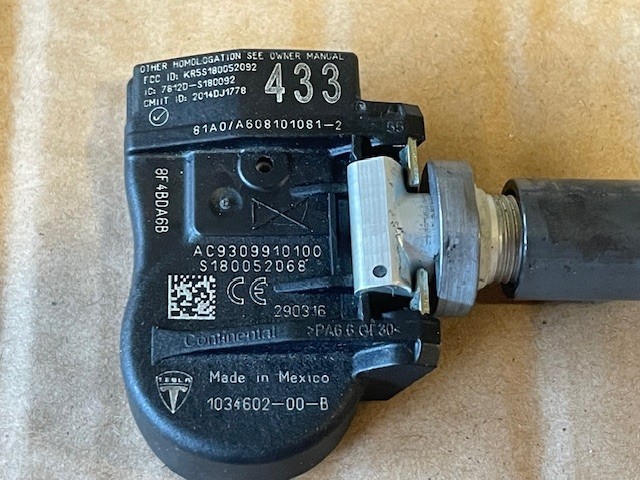 OTHER HOMOLOGATION SEE OWNER MANUAL
FCC ID: KR5S180052092
IC: 7812D-S180092
CMIIT ID: 2014DJ1778
433
81A0/A608101081-2
55
8F4BDA6B
AC9309910100
S180052068
CE
290316
Continental
>PA6.6 GF30<
TESLA
Made in Mexico
1034602-00-B